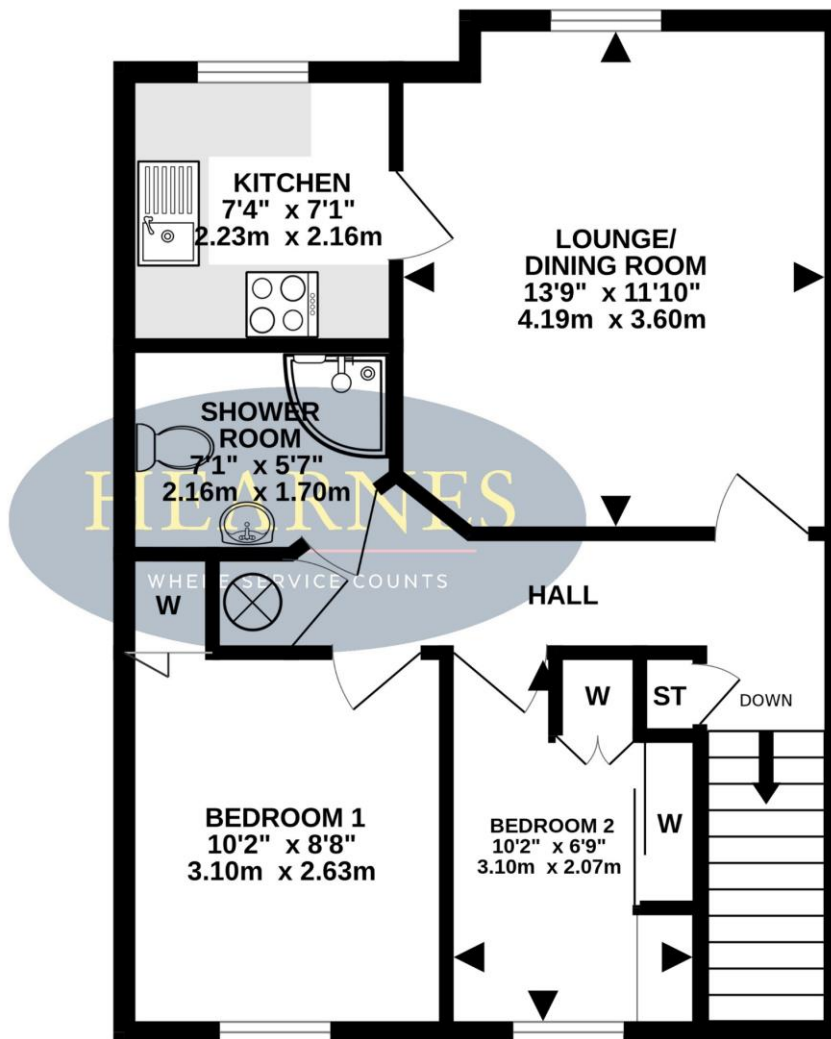 KITCHEN
7'4" x 7'1"
2.23m x 2.16m
LOUNGE/
DINING ROOM
13'9" x 11'10"
4.19m x 3.60m
SHOWER
ROOM
7'1" x 5'7"
2.16m x 1.70m
HEARNES
WHERE SERVICE COUNTS
W
HALL
W
ST
DOWN
BEDROOM 1
10'2" x 8'8"
3.10m x 2.63m
BEDROOM 2
10'2" x 6'9"
3.10m x 2.07m
W